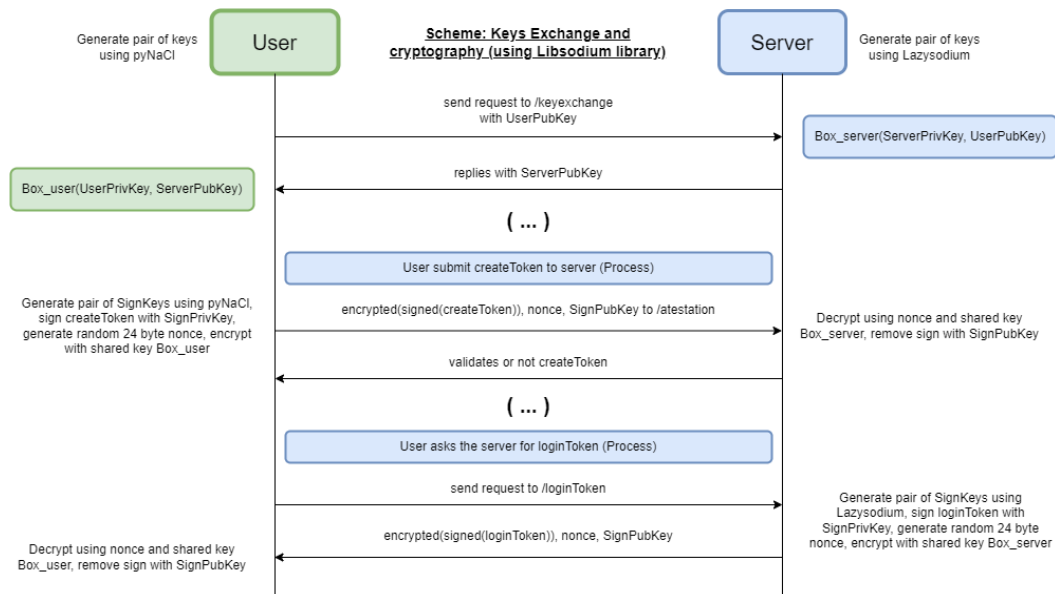 Generate pair of keys
using pyNaCl
User
Scheme: Keys Exchange and
cryptography (using Libsodium library)
Server
Generate pair of keys
using Lazysodium
send request to /keyexchange
with UserPubKey
Box_server(ServerPrivKey, UserPubKey)
replies with ServerPubKey
Box_user(UserPrivKey, ServerPubKey)
( ... )
User submit createToken to server (Process)
Generate pair of SignKeys using pyNaCl,
sign createToken with SignPrivKey,
generate random 24 byte nonce, encrypt
with shared key Box_user
encrypted(signed(createToken)), nonce, SignPubKey to /atestation
Decrypt using nonce and shared key
Box_server, remove sign with SignPubKey
validates or not createToken
( ... )
User asks the server for loginToken (Process)
send request to /loginToken
Generate pair of SignKeys using
Lazysodium, sign loginToken with
SignPrivKey, generate random 24 byte
nonce, encrypt with shared key Box_server
encrypted(signed(loginToken)), nonce, SignPubKey
Decrypt using nonce and shared key
Box_user, remove sign with SignPubKey